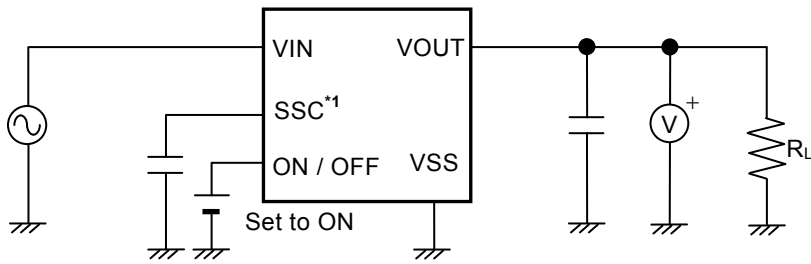 VIN VOUT
SSC*1
ON / OFF VSS
Set to ON
V +
RL